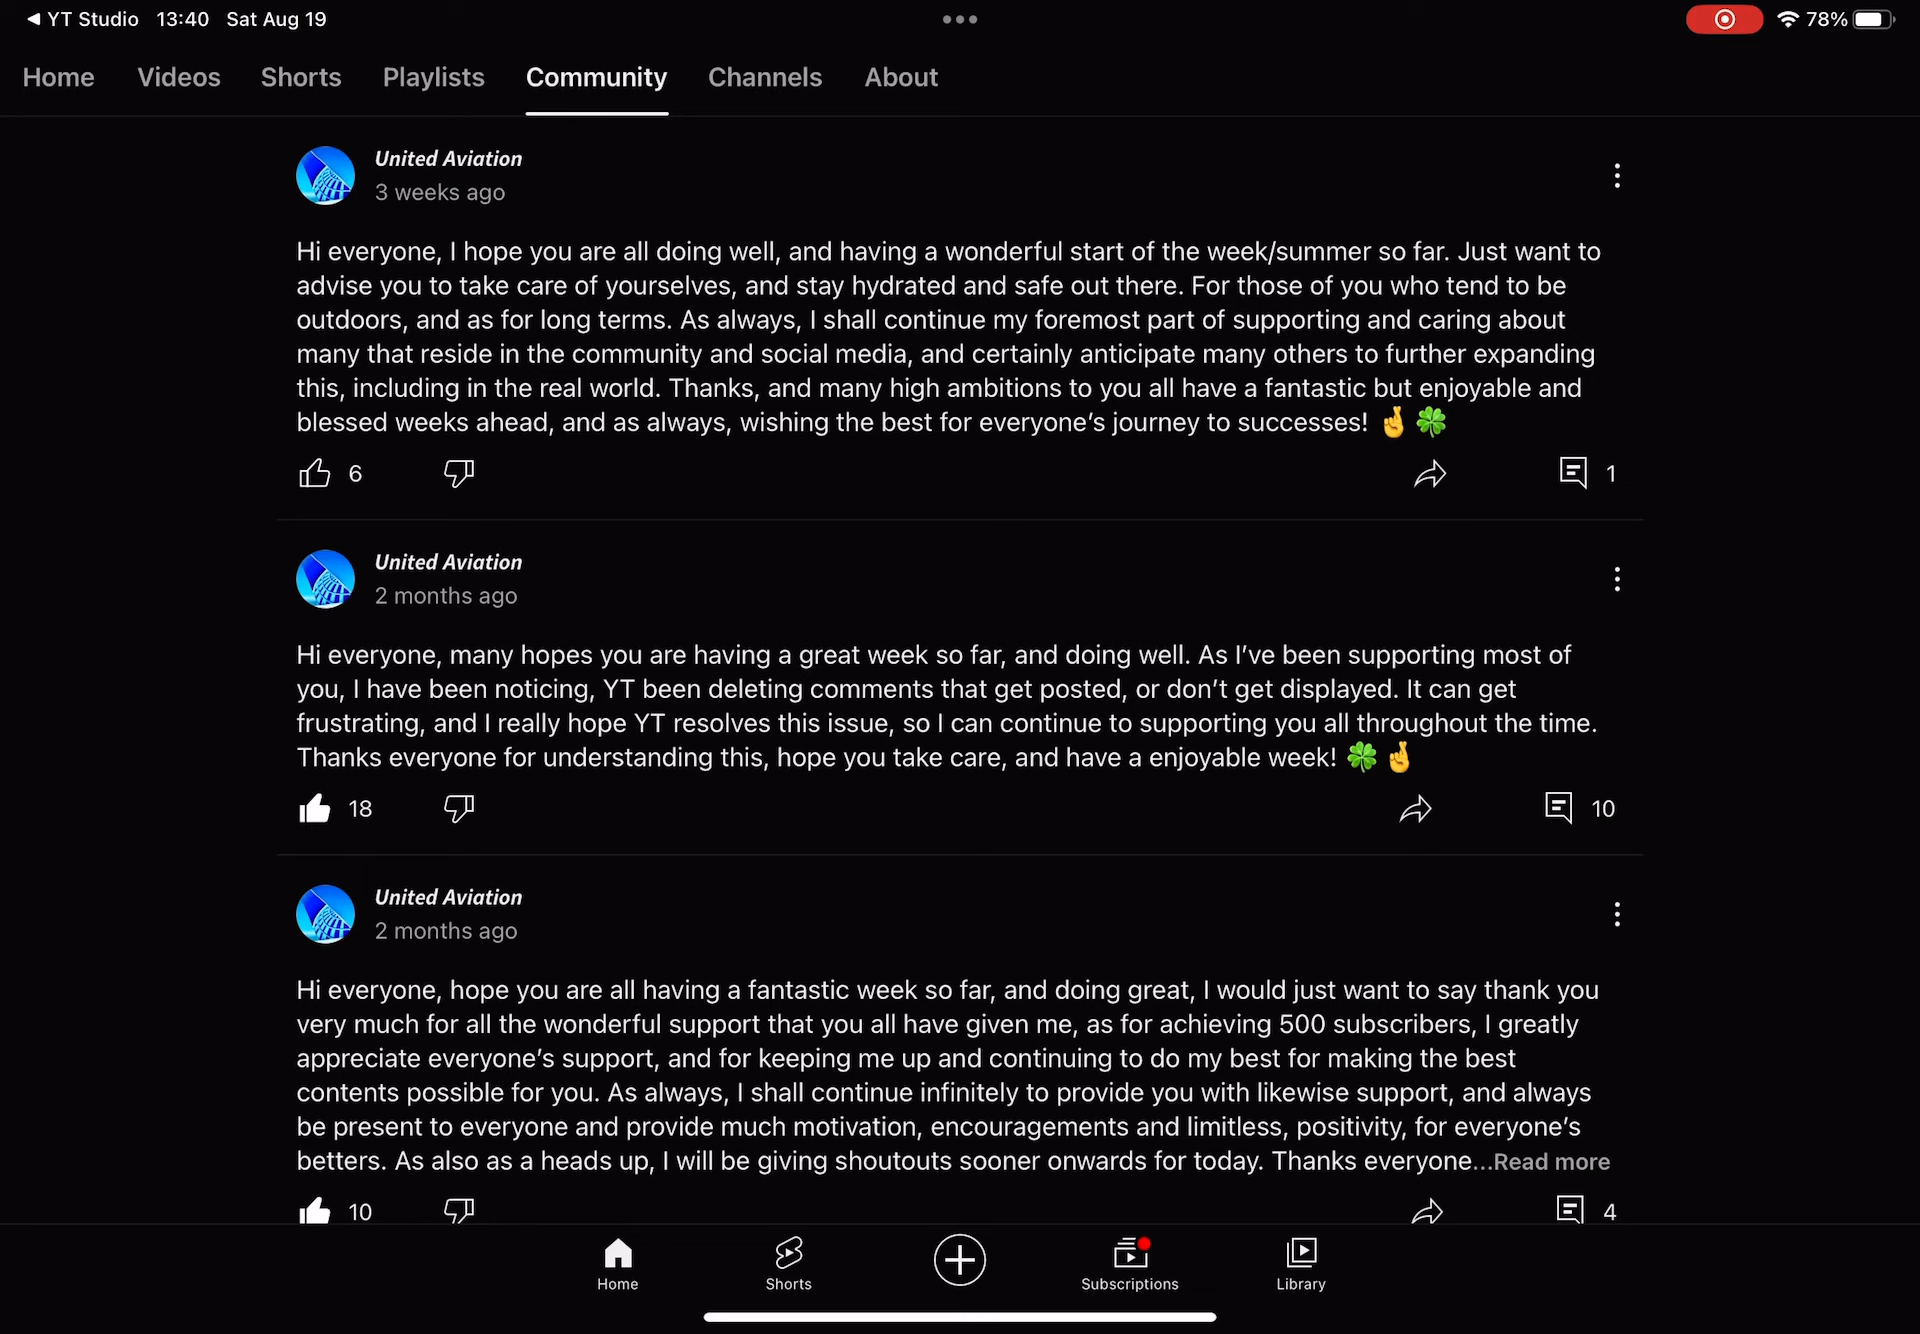 ◀ YT Studio 13:40 Sat Aug 19 78%
Home Videos Shorts Playlists Community Channels About
United Aviation
3 weeks ago
Hi everyone, I hope you are all doing well, and having a wonderful start of the week/summer so far. Just want to
advise you to take care of yourselves, and stay hydrated and safe out there. For those of you who tend to be
outdoors, and as for long terms. As always, I shall continue my foremost part of supporting and caring about
many that reside in the community and social media, and certainly anticipate many others to further expanding
this, including in the real world. Thanks, and many high ambitions to you all have a fantastic but enjoyable and
blessed weeks ahead, and as always, wishing the best for everyone’s journey to successes! 🤞🍀
6 1
United Aviation
2 months ago
Hi everyone, many hopes you are having a great week so far, and doing well. As I’ve been supporting most of
you, I have been noticing, YT been deleting comments that get posted, or don’t get displayed. It can get
frustrating, and I really hope YT resolves this issue, so I can continue to supporting you all throughout the time.
Thanks everyone for understanding this, hope you take care, and have a enjoyable week! 🍀🤞
18 10
United Aviation
2 months ago
Hi everyone, hope you are all having a fantastic week so far, and doing great, I would just want to say thank you
very much for all the wonderful support that you all have given me, as for achieving 500 subscribers, I greatly
appreciate everyone’s support, and for keeping me up and continuing to do my best for making the best
contents possible for you. As always, I shall continue infinitely to provide you with likewise support, and always
be present to everyone and provide much motivation, encouragements and limitless, positivity, for everyone’s
betters. As also as a heads up, I will be giving shoutouts sooner onwards for today. Thanks everyone...Read more
10 4
Home Shorts Subscriptions Library